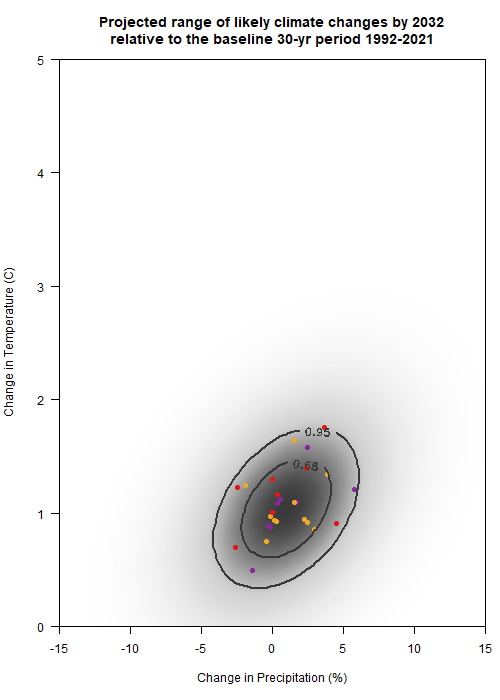 Projected range of likely climate changes by 2032
relative to the baseline 30-yr period 1992-2021
5
4
3
2
1
0
Change in Temperature (C)
0.95
0.68
-15 -10 -5 0 5 10 15
Change in Precipitation (%)